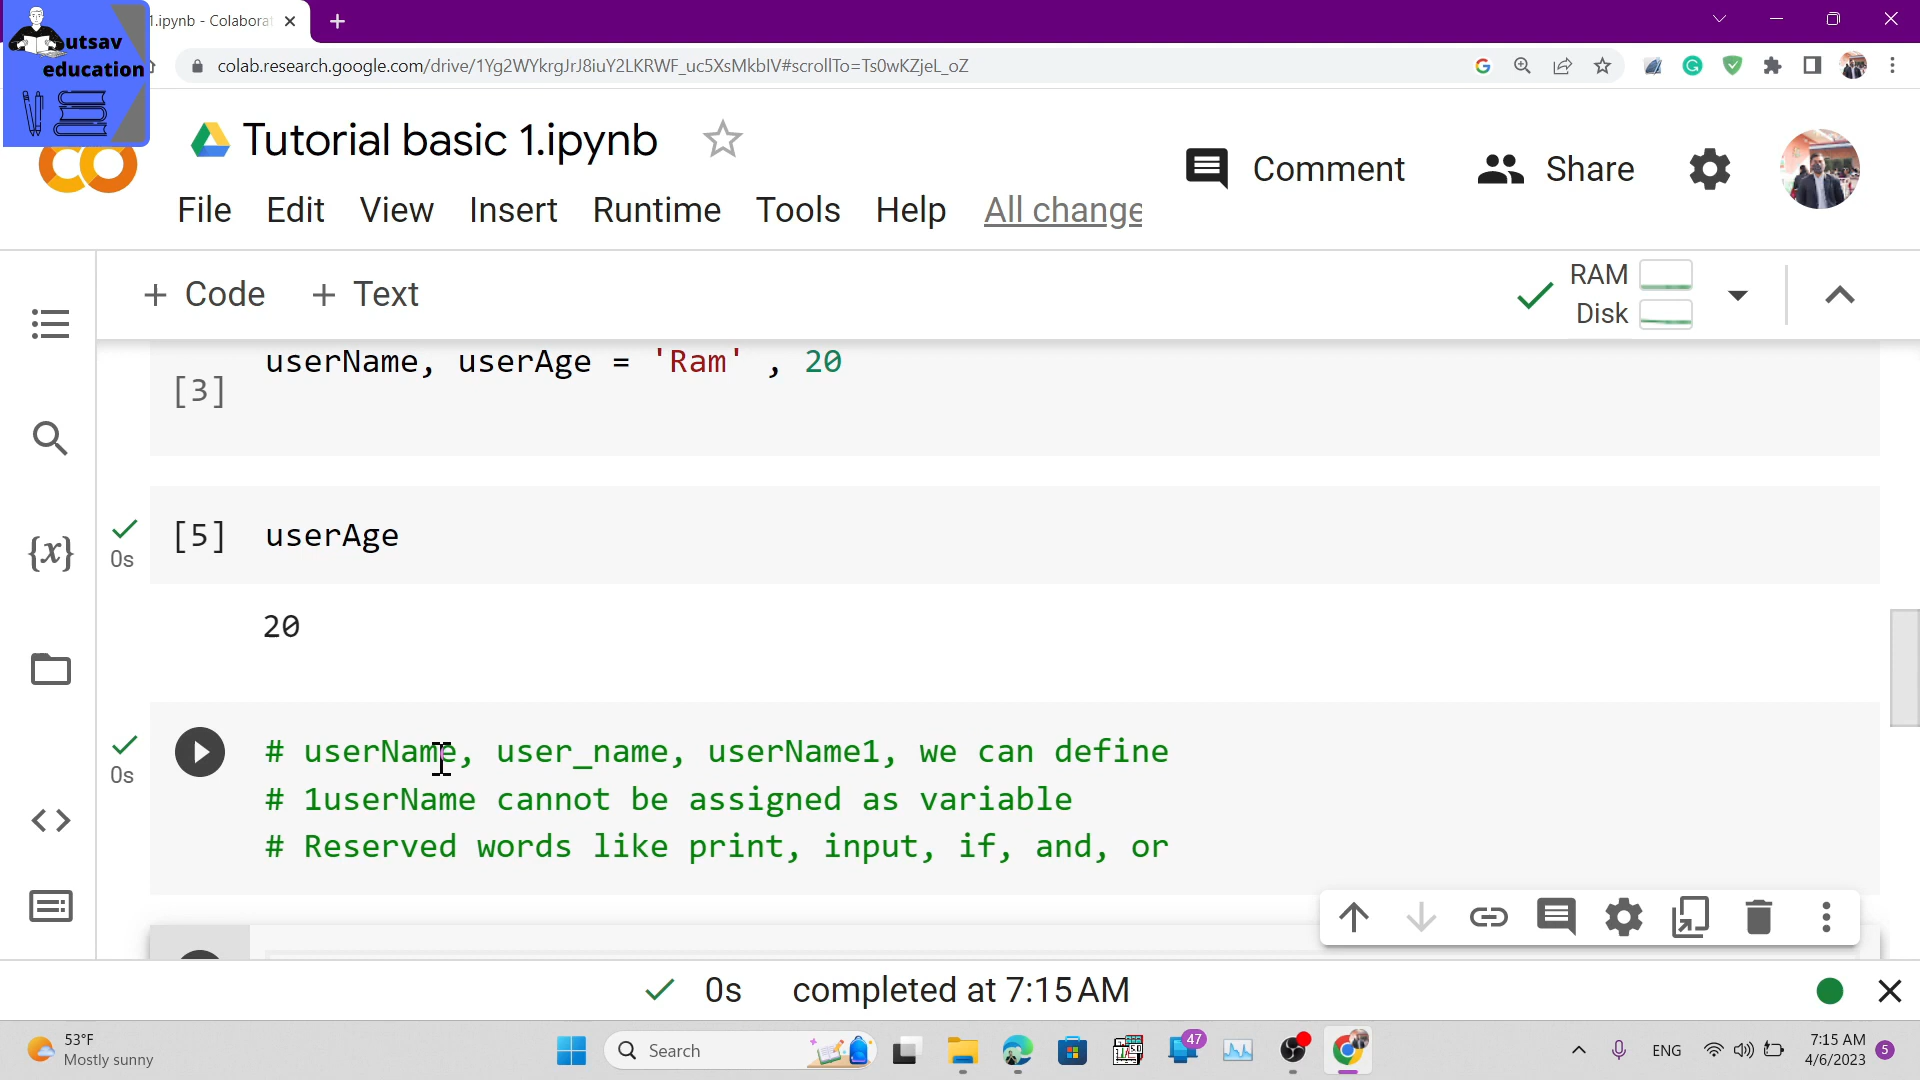 utsav
education
1.ipynb - Colaborat
colab.research.google.com/drive/1Yg2WYkrgJrJ8iuY2LKRWF_uc5XsMkbIV#scrollTo=Ts0wKZjeL_oZ
Tutorial basic 1.ipynb
Comment
Share
File Edit View Insert Runtime Tools Help All change
+ Code + Text
RAM
Disk
userName, userAge = 'Ram' , 20
[3]
[5] userAge
0s
20
# userName, user_name, userName1, we can define
0s
# 1userName cannot be assigned as variable
# Reserved words like print, input, if, and, or
0s completed at 7:15 AM
53°F
Mostly sunny
Search
47
ENG
7:15 AM
4/6/2023
5